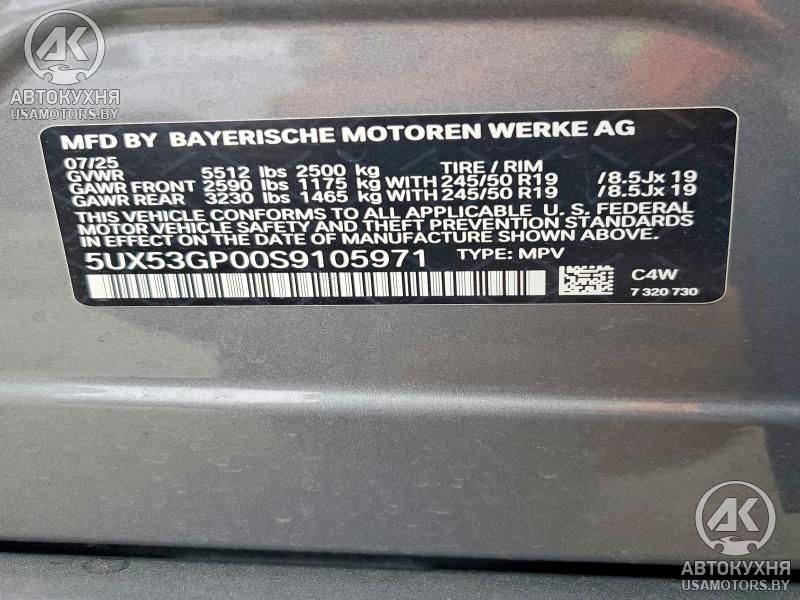 AK
АВТОКУХНЯ
USAMOTORS.BY
MFD BY BAYERISCHE MOTOREN WERKE AG
07/25
GVWR 5512 lbs 2500 kg TIRE / RIM
GAWR FRONT 2590 lbs 1175 kg WITH 245/50 R19 /8.5Jx 19
GAWR REAR 3230 lbs 1465 kg WITH 245/50 R19 /8.5Jx 19
THIS VEHICLE CONFORMS TO ALL APPLICABLE U. S. FEDERAL
MOTOR VEHICLE SAFETY AND THEFT PREVENTION STANDARDS
IN EFFECT ON THE DATE OF MANUFACTURE SHOWN ABOVE.
5UX53GP00S9105971 TYPE: MPV
C4W
7 320 730
AK
АВТОКУХНЯ
USAMOTORS.BY